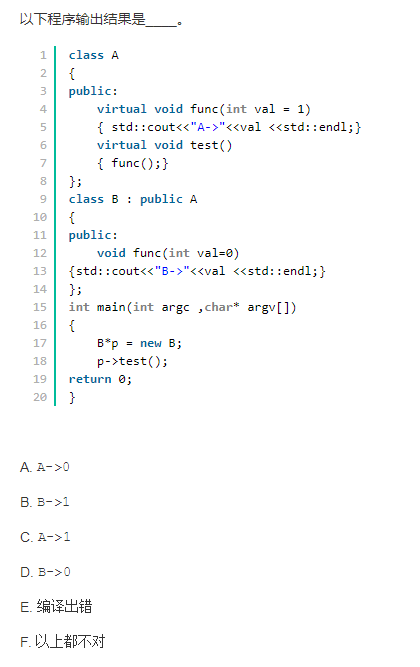 以下程序输出结果是____。
1 class A
2 {
3 public:
4     virtual void func(int val = 1)
5     { std::cout<<"A->"<<val <<std::endl;}
6     virtual void test()
7     { func();}
8 };
9 class B : public A
10 {
11 public:
12     void func(int val=0)
13 {std::cout<<"B->"<<val <<std::endl;}
14 };
15 int main(int argc ,char* argv[])
16 {
17     B*p = new B;
18     p->test();
19 return 0;
20 }
A. A->0
B. B->1
C. A->1
D. B->0
E. 编译出错
F. 以上都不对